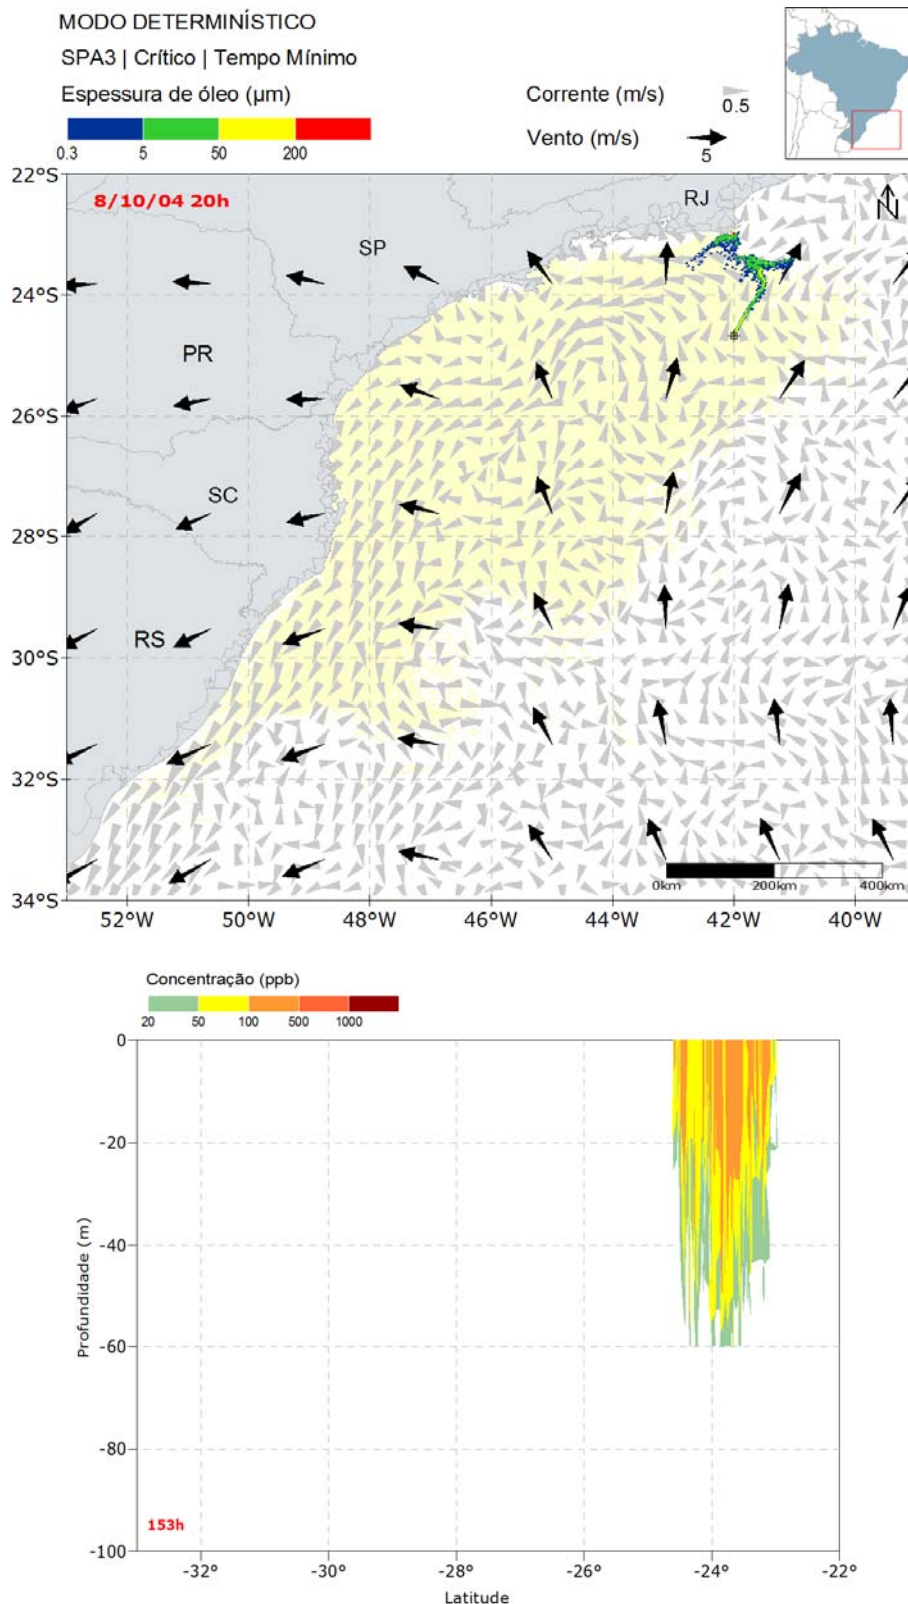 MODO DETERMINÍSTICO
SPA3 | Crítico | Tempo Mínimo
Espessura de óleo (µm)
0.3 5 50 200
Corrente (m/s) 0.5
Vento (m/s) 5
22°S
8/10/04 20h
RJ
N
SP
24°S
PR
26°S
SC
28°S
RS
30°S
32°S
0km 200km 400km
34°S
52°W 50°W 48°W 46°W 44°W 42°W 40°W
Concentração (ppb)
20 50 100 500 1000
0
-20
-40
Profundidade (m)
-60
-80
153h
-100
-32° -30° -28° -26° -24° -22°
Latitude